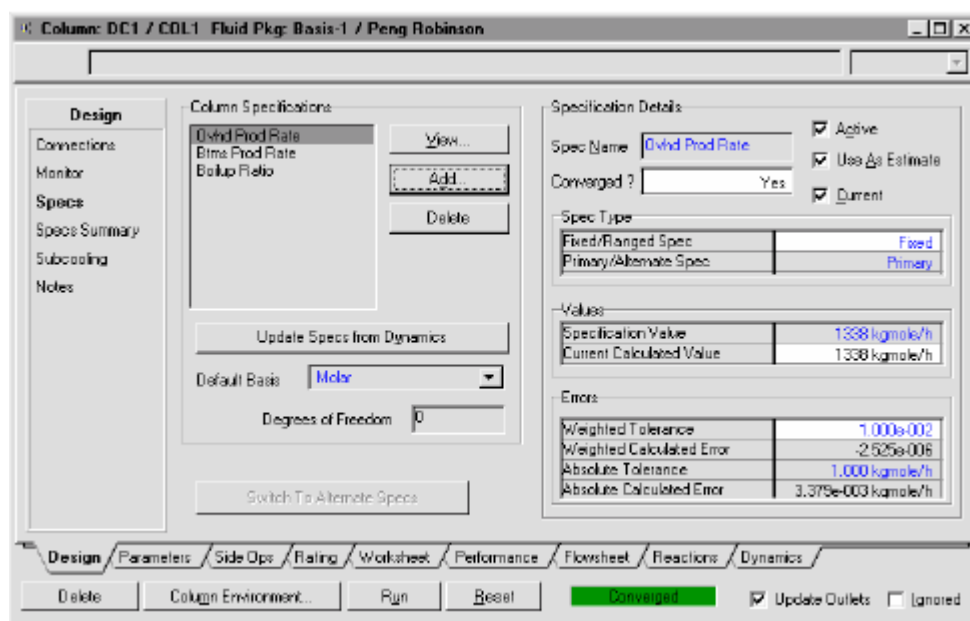 Column: DC1 / COL1 Fluid Pkg: Basis-1 / Peng Robinson
Design
Connections
Monitor
Specs
Specs Summary
Subcooling
Notes
Column Specifications
Ovhd Prod Rate
Btms Prod Rate
Boilup Ratio
View...
Add...
Delete
Update Specs from Dynamics
Default Basis Molar
Degrees of Freedom 0
Switch To Alternate Specs
Specification Details
Spec Name Ovhd Prod Rate
Converged ? Yes
Active
Use As Estimate
Current
Spec Type
Fixed/Ranged Spec Fixed
Primary/Alternate Spec Primary
Values
Specification Value 1338 kgmole/h
Current Calculated Value 1338 kgmole/h
Errors
Weighted Tolerance 1.000e-002
Weighted Calculated Error -2.525e-006
Absolute Tolerance 1.000 kgmole/h
Absolute Calculated Error 3.379e-003 kgmole/h
Design Parameters Side Ops Rating Worksheet Performance Flowsheet Reactions Dynamics
Delete Column Environment... Run Reset Converged Update Outlets Ignored